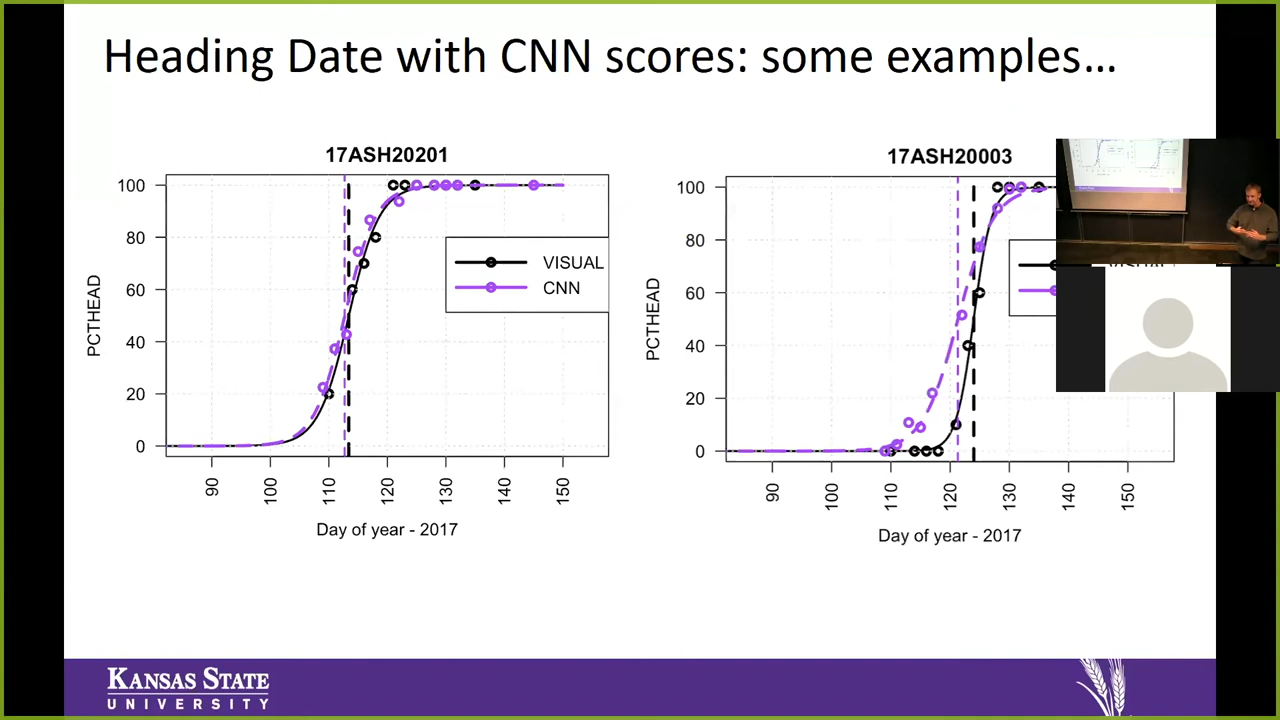 Heading Date with CNN scores: some examples...
17ASH20201
100
80
60
40
20
0
PCTHEAD
VISUAL
CNN
90
100
110
120
130
140
150
Day of year - 2017
17ASH20003
100
80
60
40
20
0
PCTHEAD
90
100
110
120
130
140
150
Day of year - 2017
KANSAS STATE
UNIVERSITY